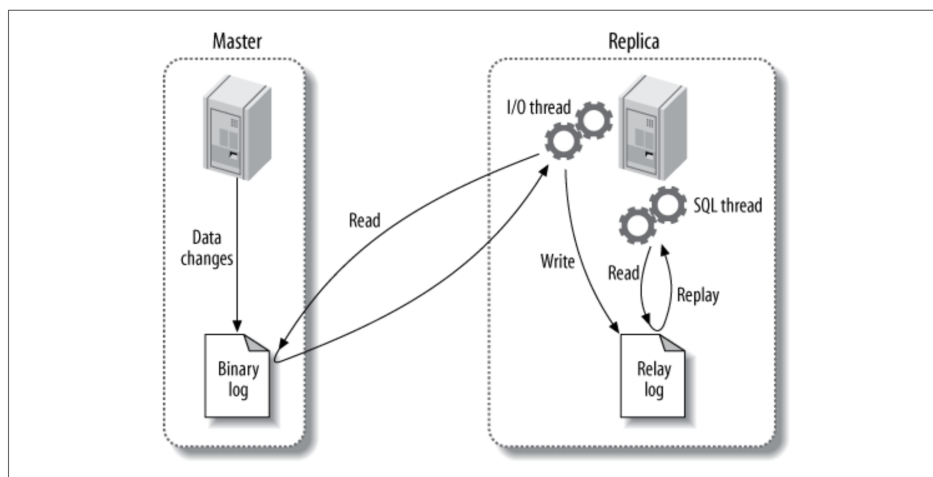 Master
Replica
I/O thread
SQL thread
Read
Data
changes
Write
Read
Replay
Binary
log
Relay
log